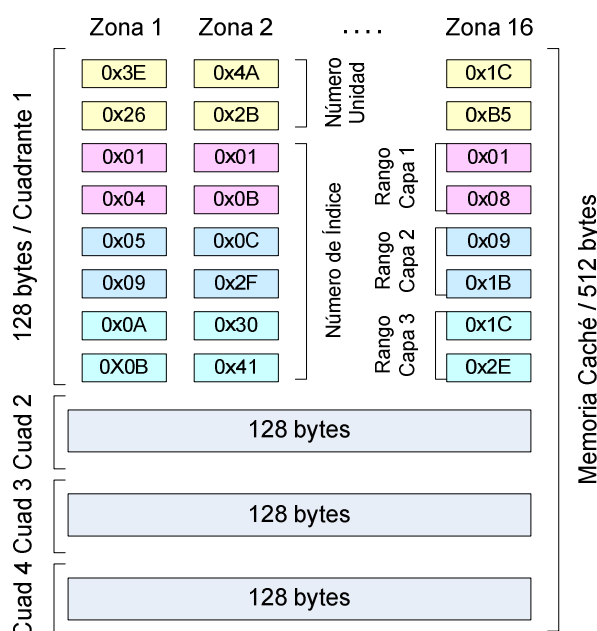 Zona 1 Zona 2 .... Zona 16
128 bytes / Cuadrante 1
0x3E 0x4A 0x1C
0x26 0x2B 0xB5
Número
Unidad
0x01 0x01 0x01
0x04 0x0B 0x08
0x05 0x0C 0x09
0x09 0x2F 0x1B
0x0A 0x30 0x1C
0X0B 0x41 0x2E
Número de Índice
Rango
Capa 1
Rango
Capa 2
Rango
Capa 3
Cuad 2
128 bytes
Cuad 3
128 bytes
Cuad 4
128 bytes
Memoria Caché / 512 bytes